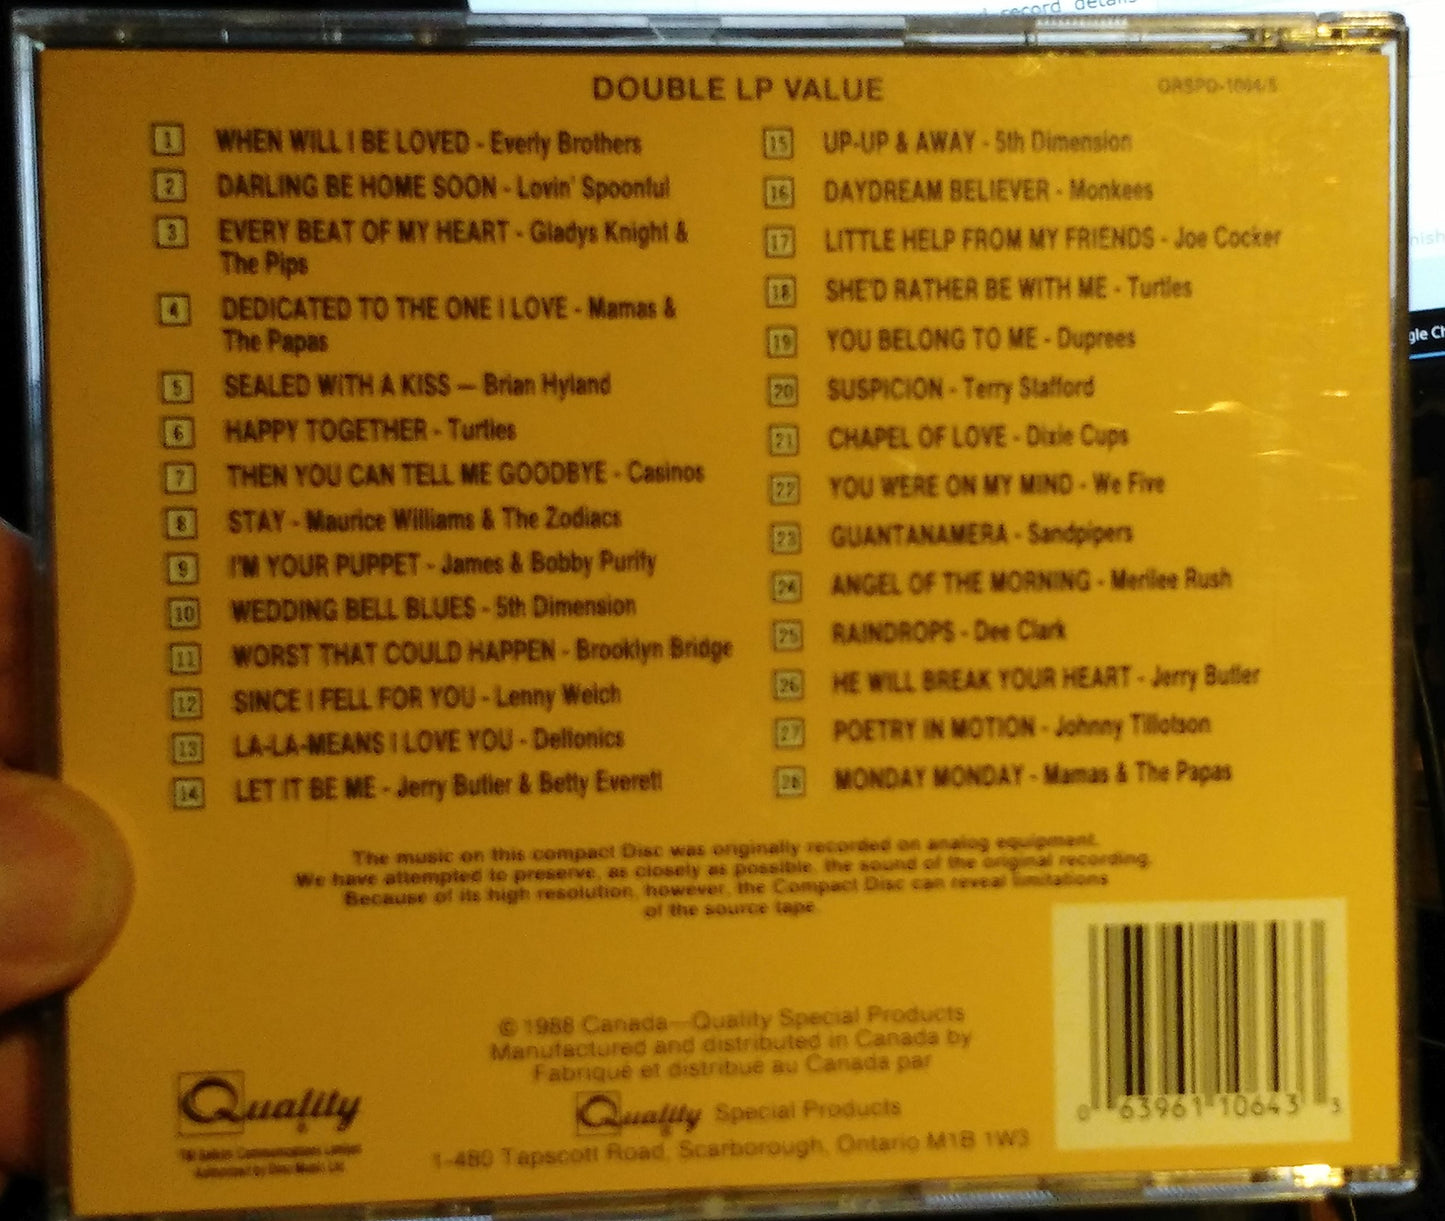 record details
DOUBLE LP VALUE
1 WHEN WILL I BE LOVED - Everly Brothers
2 DARLING BE HOME SOON - Lovin' Spoonful
3 EVERY BEAT OF MY HEART - Gladys Knight &
The Pips
4 DEDICATED TO THE ONE I LOVE - Mamas &
The Papas
5 SEALED WITH A KISS — Brian Hyland
6 HAPPY TOGETHER - Turtles
7 THEN YOU CAN TELL ME GOODBYE - Casinos
8 STAY - Maurice Williams & The Zodiacs
9 I'M YOUR PUPPET - James & Bobby Purify
10 WEDDING BELL BLUES - 5th Dimension
11 WORST THAT COULD HAPPEN - Brooklyn Bridge
12 SINCE I FELL FOR YOU - Lenny Welch
13 LA-LA-MEANS I LOVE YOU - Delfonics
14 LET IT BE ME - Jerry Butler & Betty Everett
15 UP-UP & AWAY - 5th Dimension
16 DAYDREAM BELIEVER - Monkees
17 LITTLE HELP FROM MY FRIENDS - Joe Cocker
18 SHE'D RATHER BE WITH ME - Turtles
19 YOU BELONG TO ME - Duprees
20 SUSPICION - Terry Stafford
21 CHAPEL OF LOVE - Dixie Cups
22 YOU WERE ON MY MIND - We Five
23 GUANTANAMERA - Sandpipers
24 ANGEL OF THE MORNING - Merilee Rush
25 RAINDROPS - Dee Clark
26 HE WILL BREAK YOUR HEART - Jerry Butler
27 POETRY IN MOTION - Johnny Tillotson
28 MONDAY MONDAY - Mamas & The Papas
The music on this compact Disc was originally recorded on analog equipment.
We have attempted to preserve, as closely as possible, the sound of the original recording.
Because of its high resolution, however, the Compact Disc can reveal limitations
of the source tape.
© 1988 Canada—Quality Special Products
Manufactured and distributed in Canada by
Fabriqué et distribué au Canada par
Quality Special Products
1-480 Tapscott Road, Scarborough, Ontario M1B 1W3
Quality
0 63961 10643 3